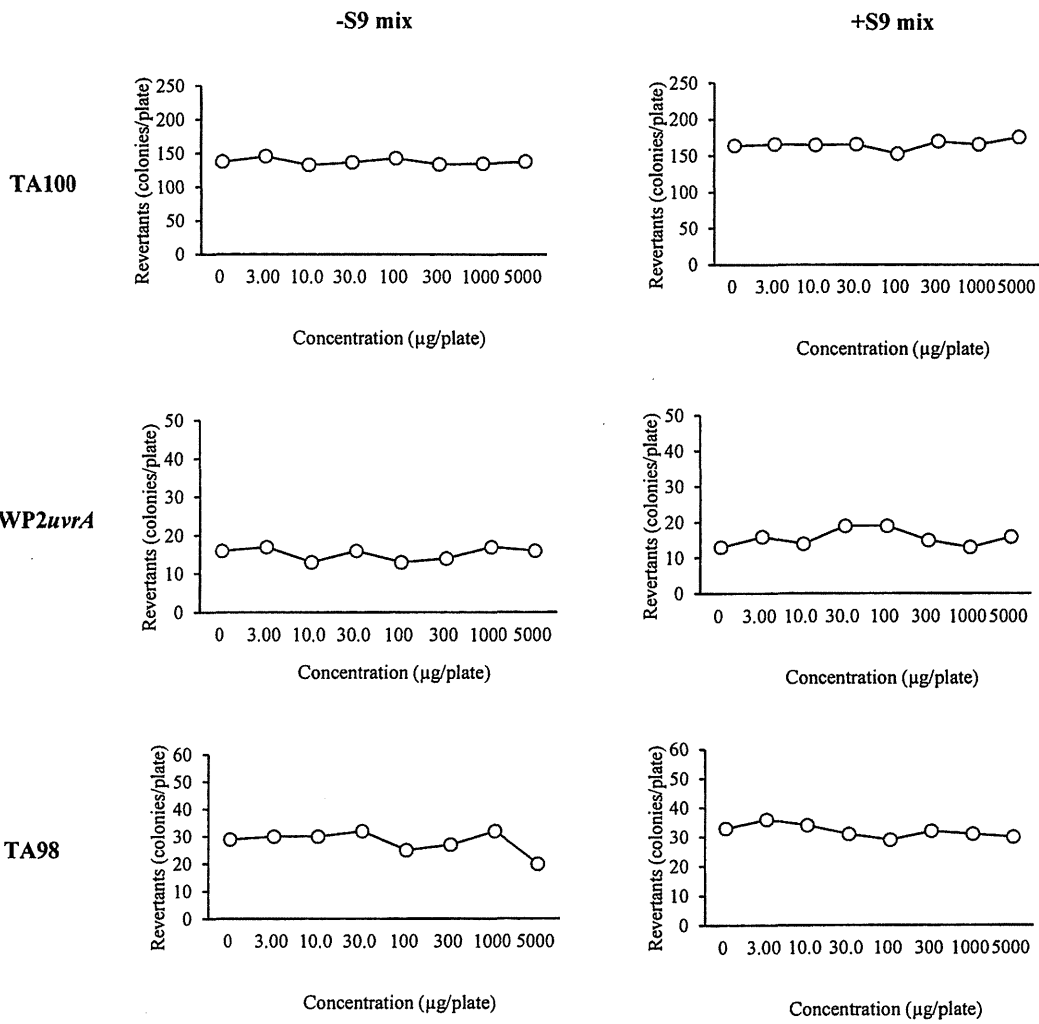 -S9 mix
+S9 mix
TA100
Revertants (colonies/plate)
250
200
150
100
50
0
0 3.00 10.0 30.0 100 300 1000 5000
Concentration (µg/plate)
Revertants (colonies/plate)
250
200
150
100
50
0
0 3.00 10.0 30.0 100 300 1000 5000
Concentration (µg/plate)
WP2uvrA
Revertants (colonies/plate)
50
40
30
20
10
0
0 3.00 10.0 30.0 100 300 1000 5000
Concentration (µg/plate)
Revertants (colonies/plate)
50
40
30
20
10
0
0 3.00 10.0 30.0 100 300 1000 5000
Concentration (µg/plate)
TA98
Revertants (colonies/plate)
60
50
40
30
20
10
0
0 3.00 10.0 30.0 100 300 1000 5000
Concentration (µg/plate)
Revertants (colonies/plate)
60
50
40
30
20
10
0
0 3.00 10.0 30.0 100 300 1000 5000
Concentration (µg/plate)